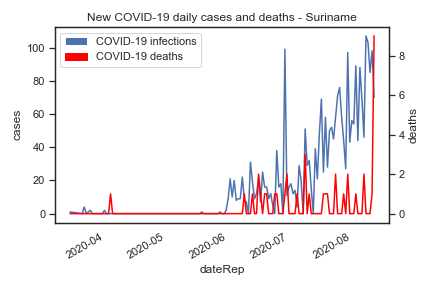 New COVID-19 daily cases and deaths - Suriname
COVID-19 infections
COVID-19 deaths
100
80
60
40
20
0
cases
8
6
4
2
0
deaths
2020-04
2020-05
2020-06
2020-07
2020-08
dateRep